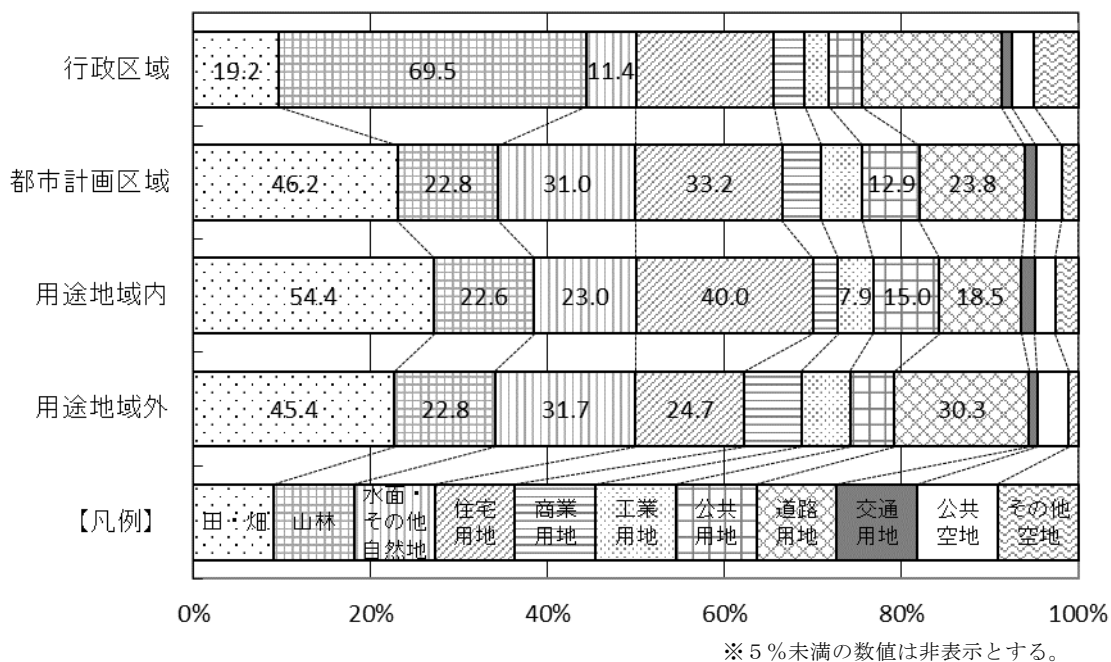 行政区域
19.2 69.5 11.4
都市計画区域
46.2 22.8 31.0 33.2 12.9 23.8
用途地域内
54.4 22.6 23.0 40.0 7.9 15.0 18.5
用途地域外
45.4 22.8 31.7 24.7 30.3
【凡例】
田・畑
山林
水面・
その他
自然地
住宅
用地
商業
用地
工業
用地
公共
用地
道路
用地
交通
用地
公共
空地
その他
空地
0% 20% 40% 60% 80% 100%
※5%未満の数値は非表示とする。